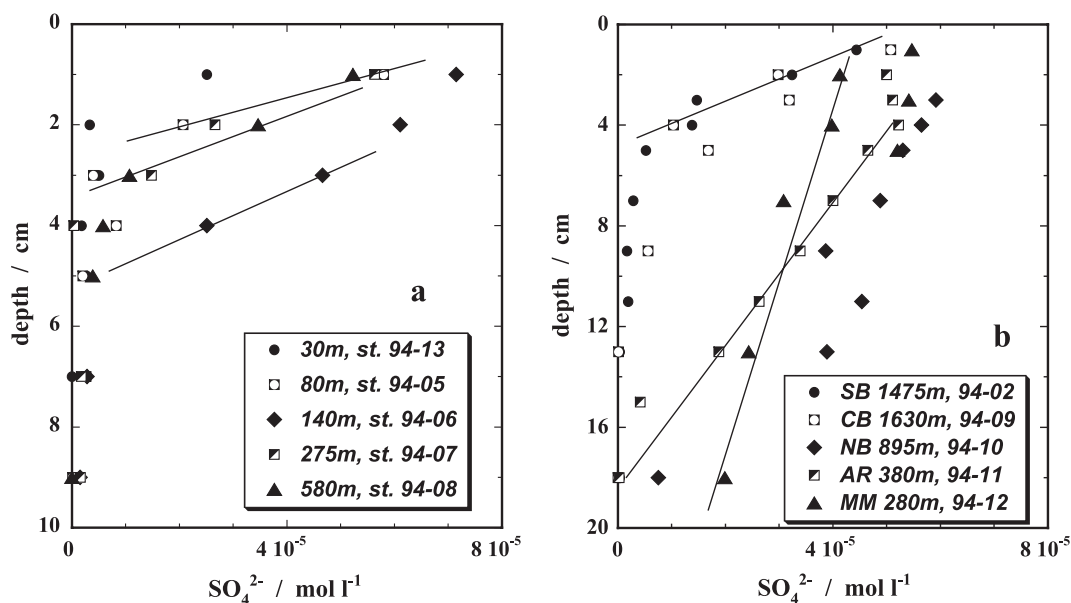 0
2
4
6
8
10
depth / cm
a
30m, st. 94-13
80m, st. 94-05
140m, st. 94-06
275m, st. 94-07
580m, st. 94-08
0
4 10-5
8 10-5
SO42- / mol l-1
0
4
8
12
16
20
depth / cm
b
SB 1475m, 94-02
CB 1630m, 94-09
NB 895m, 94-10
AR 380m, 94-11
MM 280m, 94-12
0
4 10-5
8 10-5
SO42- / mol l-1